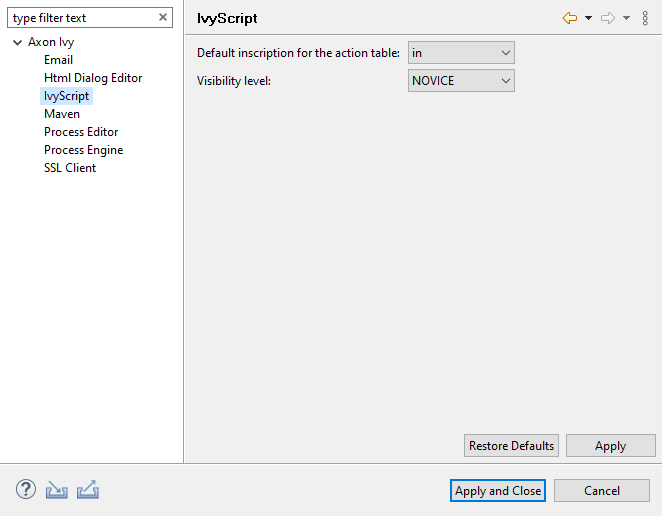 type filter text
Axon Ivy
Email
Html Dialog Editor
IvyScript
Maven
Process Editor
Process Engine
SSL Client
IvyScript
Default inscription for the action table: in
Visibility level: NOVICE
Restore Defaults Apply
Apply and Close Cancel